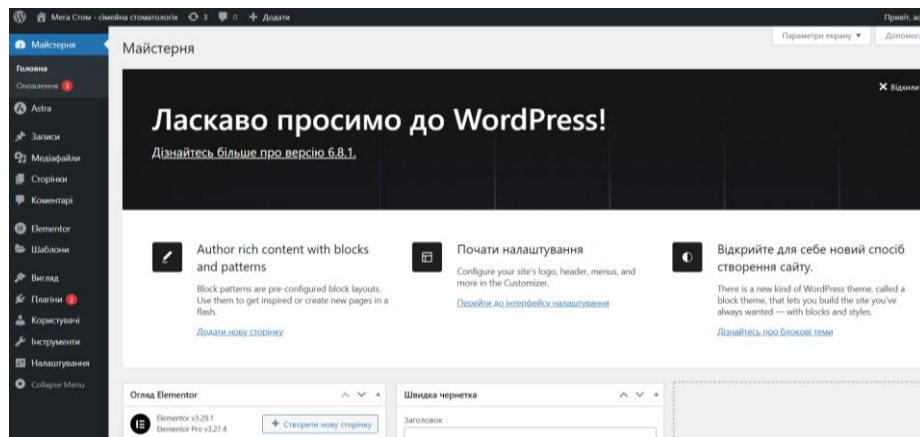 Мега Стом - сімейна стоматологія 3 0 + Додати
Привіт, ad
Майстерня
Головна
Оновлення 3
Astra
Записи
Медіафайли
Сторінки
Коментарі
Elementor
Шаблони
Вигляд
Плагіни 2
Користувачі
Інструменти
Налаштування
Collapse Menu
Майстерня
Параметри екрану ▼
Допомога
Відхилити
Ласкаво просимо до WordPress!
Дізнайтесь більше про версію 6.8.1.
Author rich content with blocks
and patterns
Block patterns are pre-configured block layouts.
Use them to get inspired or create new pages in a
flash.
Додати нову сторінку
Почати налаштування
Configure your site's logo, header, menus, and
more in the Customizer.
Перейти до інтерфейсу налаштування
Відкрийте для себе новий спосіб
створення сайту.
There is a new kind of WordPress theme, called a
block theme, that lets you build the site you've
always wanted — with blocks and styles.
Дізнайтесь про блокові теми
Огляд Elementor
Elementor v3.29.1
Elementor Pro v3.27.4
+ Створити нову сторінку
Швидка чернетка
Заголовок